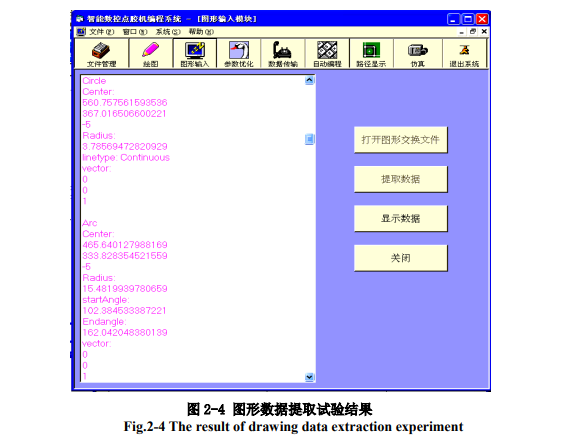 智能数控点胶机编程系统 - [图形输入模块]
文件(F) 窗口(W) 系统(S) 帮助(H)
文件管理 绘图 图形输入 参数优化 数据传输 自动编程 路径显示 仿真 退出系统
Circle
Center:
560.757561593536
367.016506600221
-5
Radius:
3.78569472820929
linetype: Continuous
vector:
0
0
1
Arc
Center:
465.640127988169
333.828354521559
-5
Radius:
15.4819939780659
startAngle:
102.384533387221
Endangle:
162.042048380139
vector:
0
0
1
打开图形交换文件
提取数据
显示数据
关闭
图 2-4 图形数据提取试验结果
Fig.2-4 The result of drawing data extraction experiment